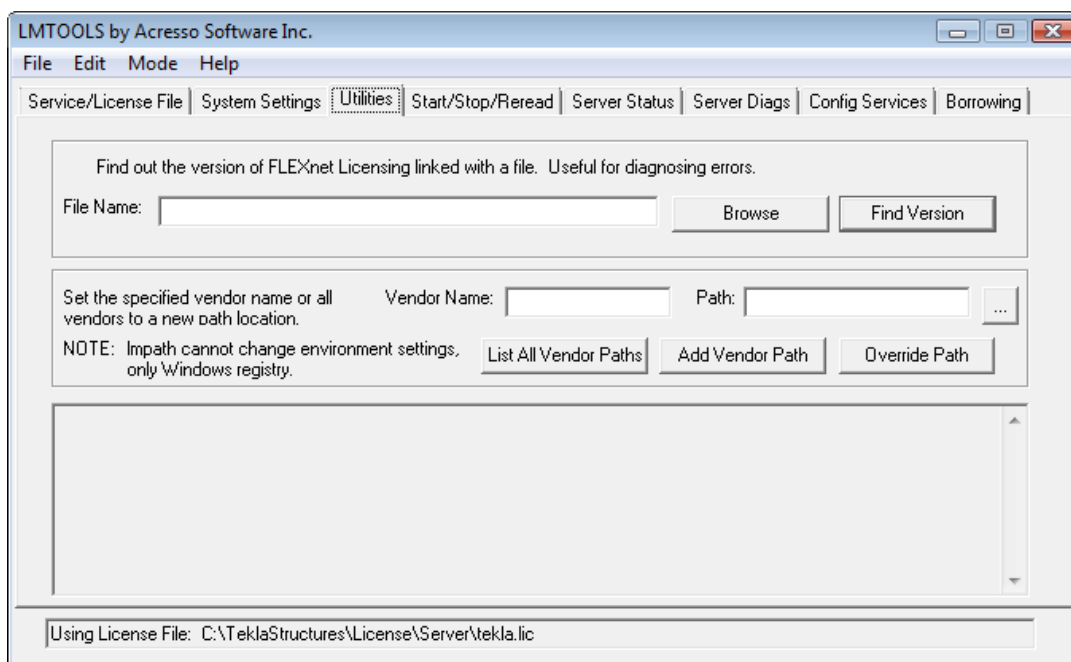 LMTOOLS by Acresso Software Inc.
File Edit Mode Help
Service/License File System Settings Utilities Start/Stop/Reread Server Status Server Diags Config Services Borrowing
Find out the version of FLEXnet Licensing linked with a file. Useful for diagnosing errors.
File Name: Browse Find Version
Set the specified vendor name or all vendors to a new path location.
Vendor Name: Path: ...
NOTE: lmpath cannot change environment settings, only Windows registry.
List All Vendor Paths Add Vendor Path Override Path
Using License File: C:\TeklaStructures\License\Server\tekla.lic